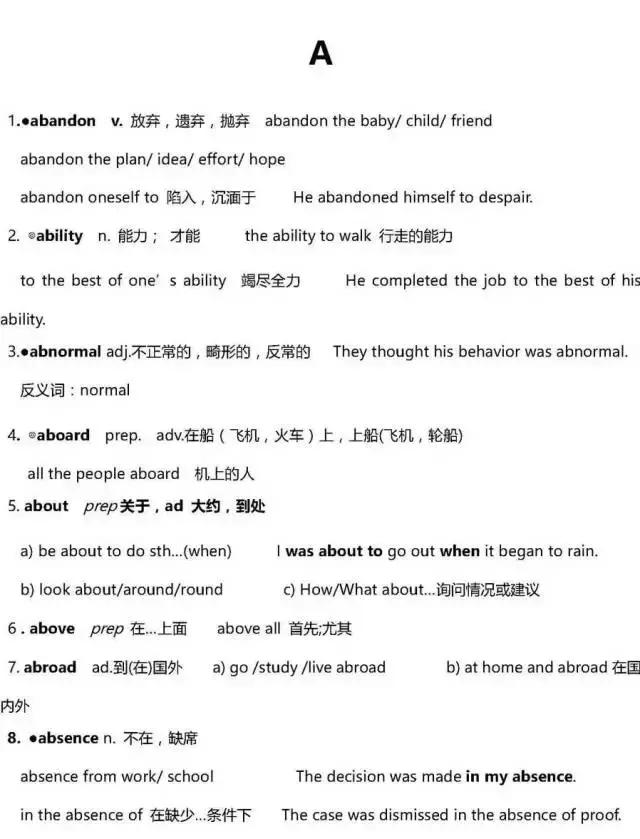 A
1.●abandon v. 放弃，遗弃，抛弃 abandon the baby/ child/ friend
abandon the plan/ idea/ effort/ hope
abandon oneself to 陷入，沉湎于 He abandoned himself to despair.
2. ⊙ability n. 能力； 才能 the ability to walk 行走的能力
to the best of one’s ability 竭尽全力 He completed the job to the best of his
ability.
3.●abnormal adj.不正常的，畸形的，反常的 They thought his behavior was abnormal.
反义词：normal
4. ⊙aboard prep. adv.在船（飞机，火车）上，上船(飞机，轮船)
all the people aboard 机上的人
5. about prep关于，ad 大约，到处
a) be about to do sth...(when) I was about to go out when it began to rain.
b) look about/around/round c) How/What about...询问情况或建议
6 . above prep 在...上面 above all 首先;尤其
7. abroad ad.到(在)国外 a) go /study /live abroad b) at home and abroad 在国
内外
8. ●absence n. 不在，缺席
absence from work/ school The decision was made in my absence.
in the absence of 在缺少...条件下 The case was dismissed in the absence of proof.